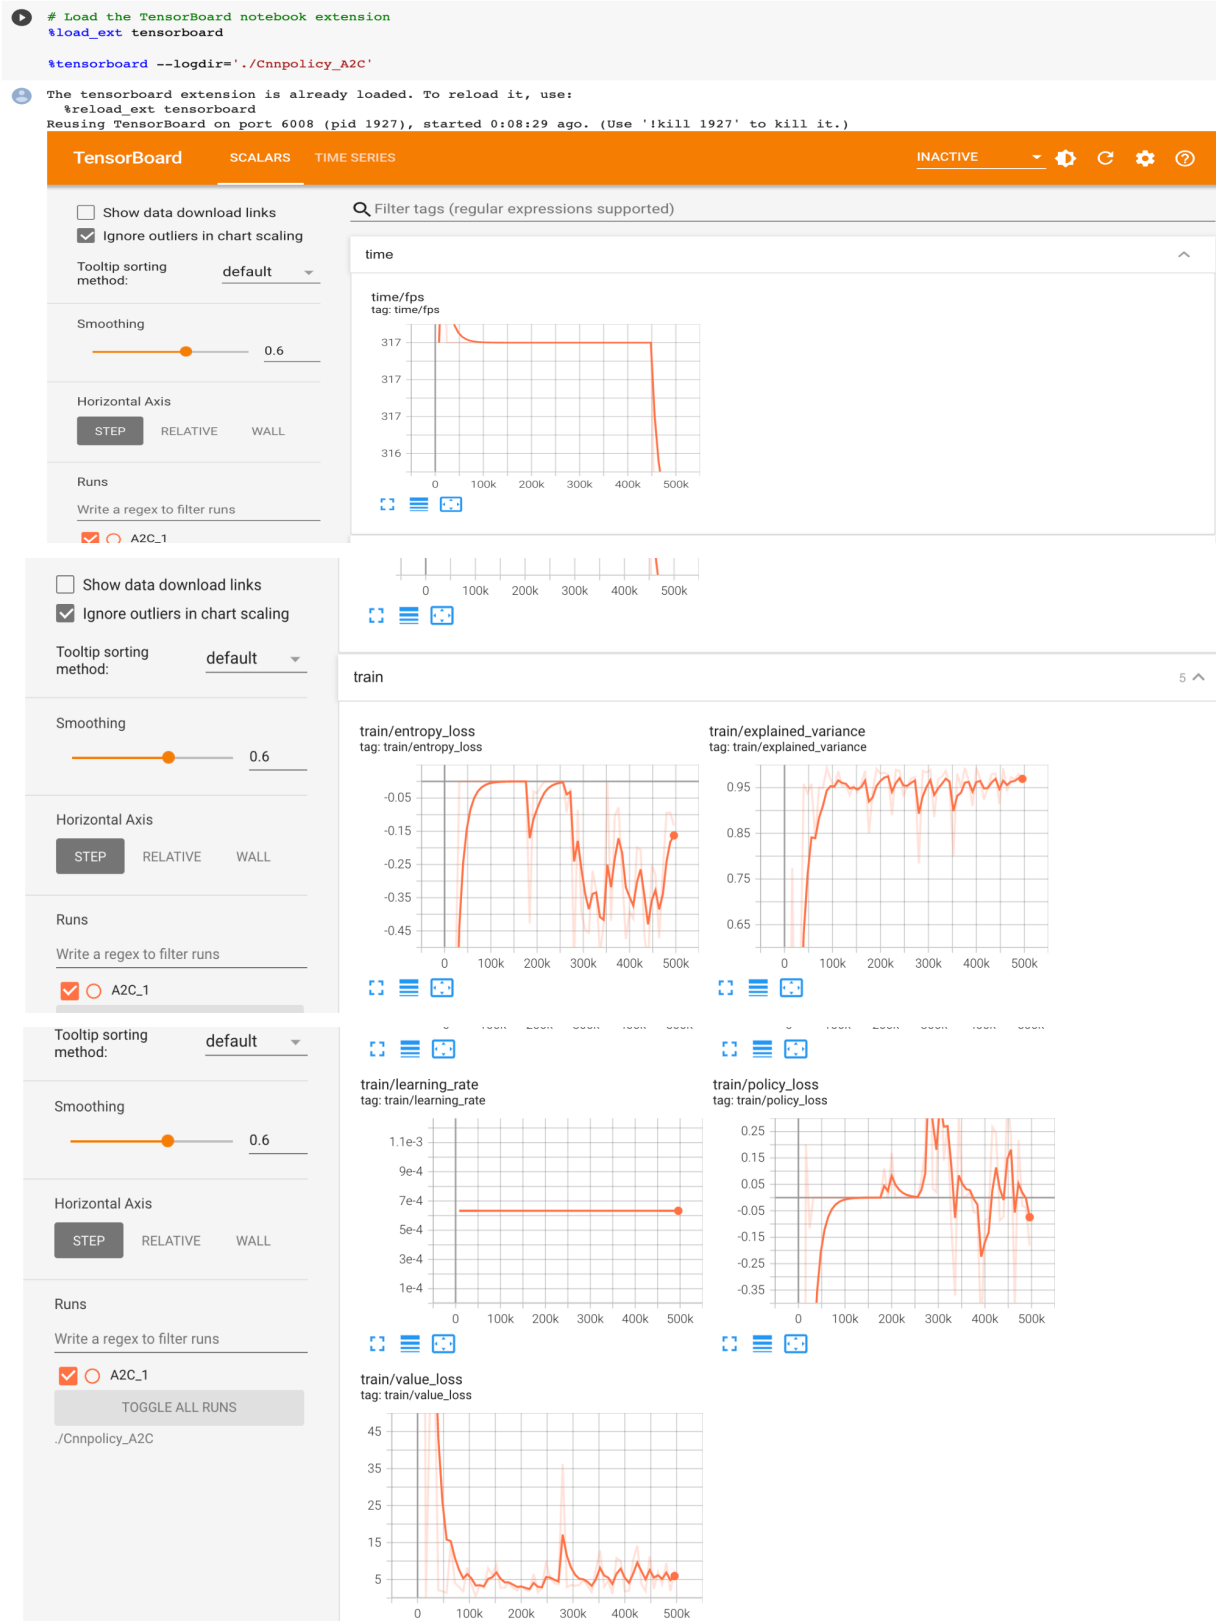 # Load the TensorBoard notebook extension
%load_ext tensorboard
%tensorboard --logdir='./Cnnpolicy_A2C'
The tensorboard extension is already loaded. To reload it, use:
%reload_ext tensorboard
Reusing TensorBoard on port 6008 (pid 1927), started 0:08:29 ago. (Use '!kill 1927' to kill it.)
TensorBoard SCALARS TIME SERIES INACTIVE
Show data download links
Ignore outliers in chart scaling
Tooltip sorting method: default
Smoothing
0.6
Horizontal Axis
STEP RELATIVE WALL
Runs
Write a regex to filter runs
A2C_1
Filter tags (regular expressions supported)
time
time/fps
tag: time/fps
317
317
317
316
0 100k 200k 300k 400k 500k
Show data download links
Ignore outliers in chart scaling
Tooltip sorting method: default
Smoothing
0.6
Horizontal Axis
STEP RELATIVE WALL
Runs
Write a regex to filter runs
A2C_1
0 100k 200k 300k 400k 500k
train 5
train/entropy_loss
tag: train/entropy_loss
-0.05
-0.15
-0.25
-0.35
-0.45
0 100k 200k 300k 400k 500k
train/explained_variance
tag: train/explained_variance
0.95
0.85
0.75
0.65
0 100k 200k 300k 400k 500k
Tooltip sorting method: default
Smoothing
0.6
Horizontal Axis
STEP RELATIVE WALL
Runs
Write a regex to filter runs
A2C_1
TOGGLE ALL RUNS
./Cnnpolicy_A2C
train/learning_rate
tag: train/learning_rate
1.1e-3
9e-4
7e-4
5e-4
3e-4
1e-4
0 100k 200k 300k 400k 500k
train/policy_loss
tag: train/policy_loss
0.25
0.15
0.05
-0.05
-0.15
-0.25
-0.35
0 100k 200k 300k 400k 500k
train/value_loss
tag: train/value_loss
45
35
25
15
5
0 100k 200k 300k 400k 500k